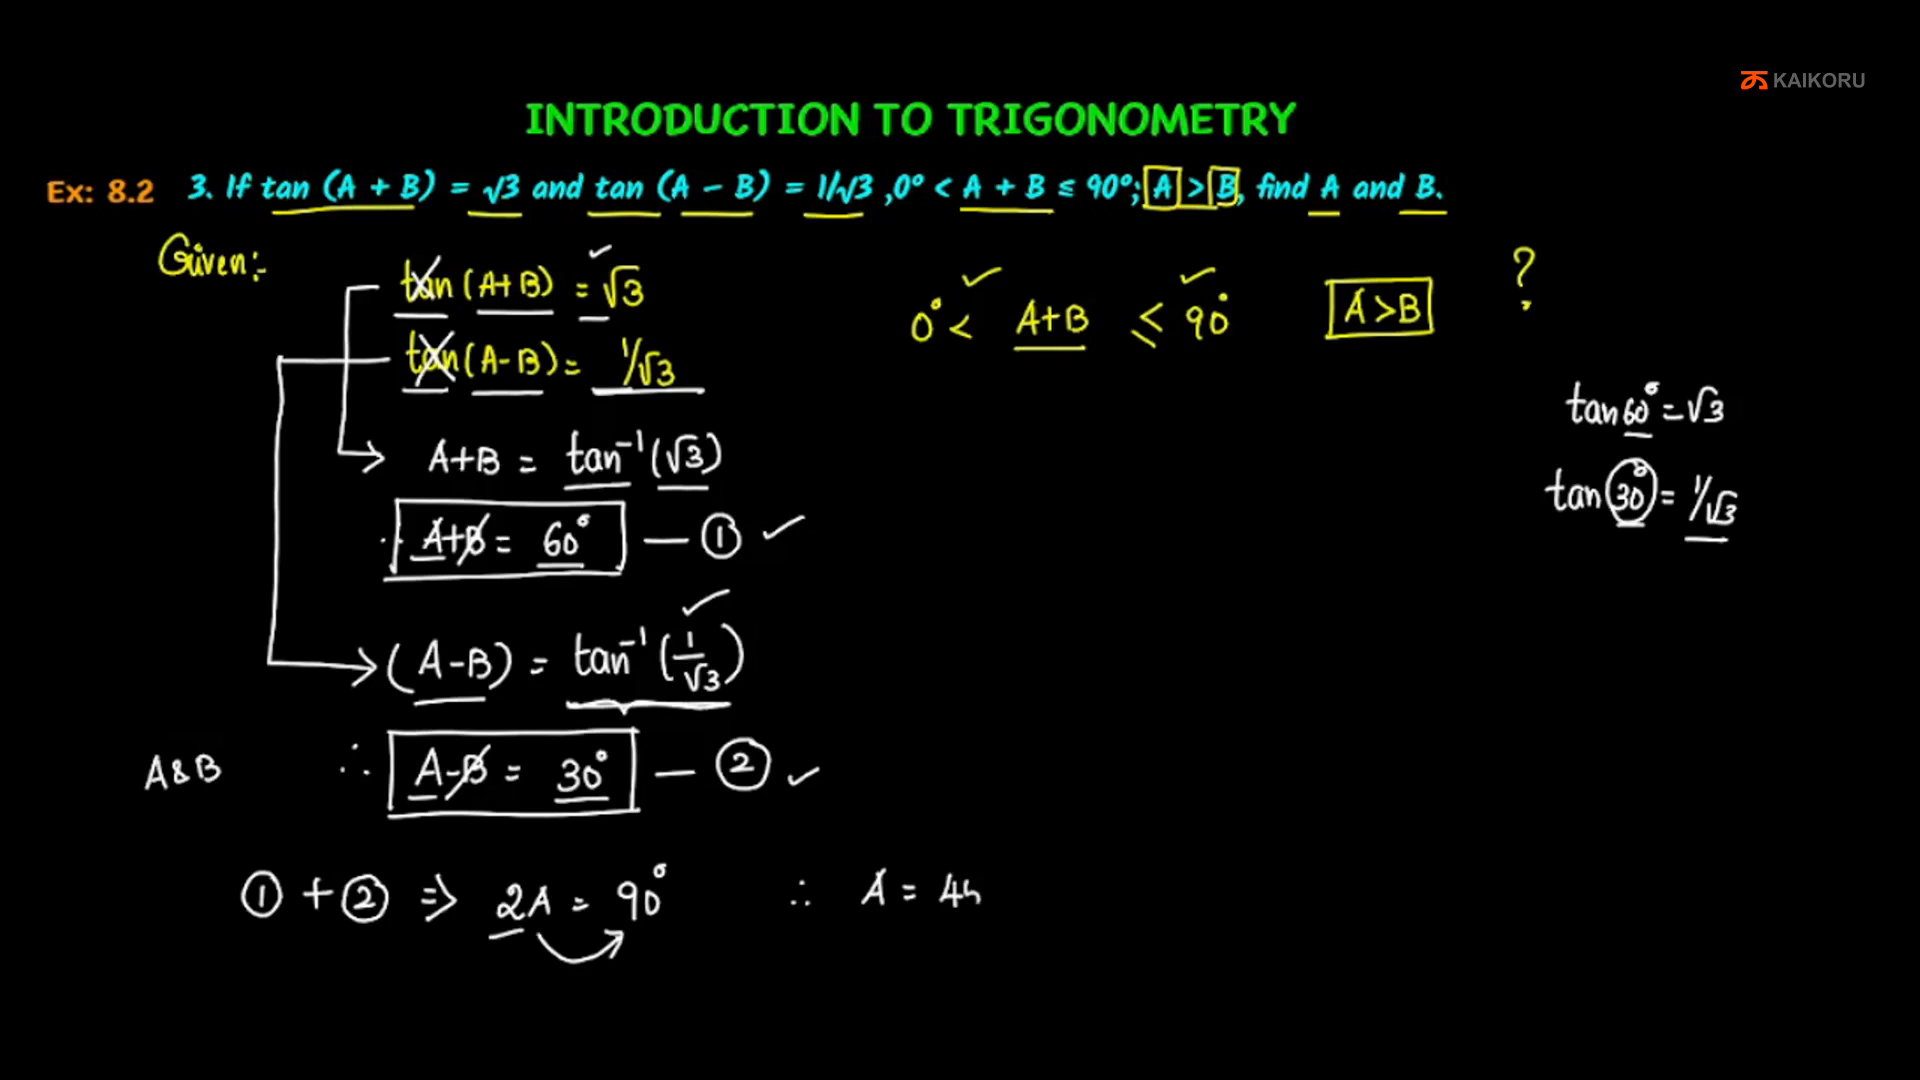 KAIKORU
INTRODUCTION TO TRIGONOMETRY
Ex: 8.2 3. If tan (A + B) = √3 and tan (A - B) = 1/√3 ,0° < A + B ≤ 90°; A > B, find A and B.
Given:-
tan (A+B) = √3
0° < A+B ≤ 90° A>B ?
tan (A-B) = 1/√3
tan 60° = √3
A+B = tan⁻¹ (√3)
tan 30° = 1/√3
∴ A+B = 60° — ①
(A-B) = tan⁻¹ (1/√3)
A&B ∴ A-B = 30° — ②
① + ② ⇒ 2A = 90° ∴ A = 4